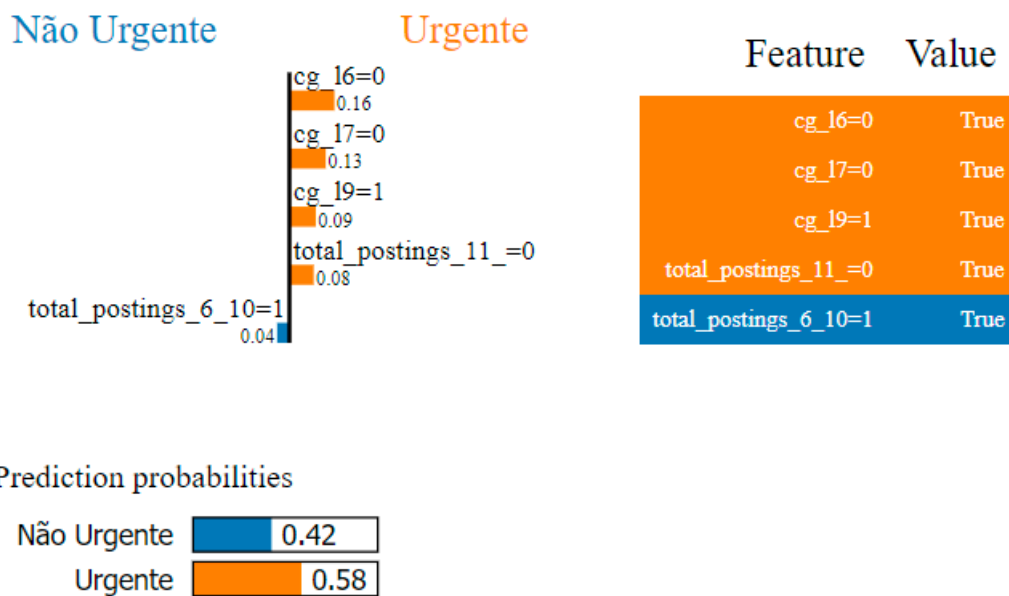 Não Urgente Urgente
cg_l6=0
0.16
cg_l7=0
0.13
cg_l9=1
0.09
total_postings_11_=0
0.08
total_postings_6_10=1
0.04
Feature Value
cg_l6=0 True
cg_l7=0 True
cg_l9=1 True
total_postings_11_=0 True
total_postings_6_10=1 True
Prediction probabilities
Não Urgente 0.42
Urgente 0.58